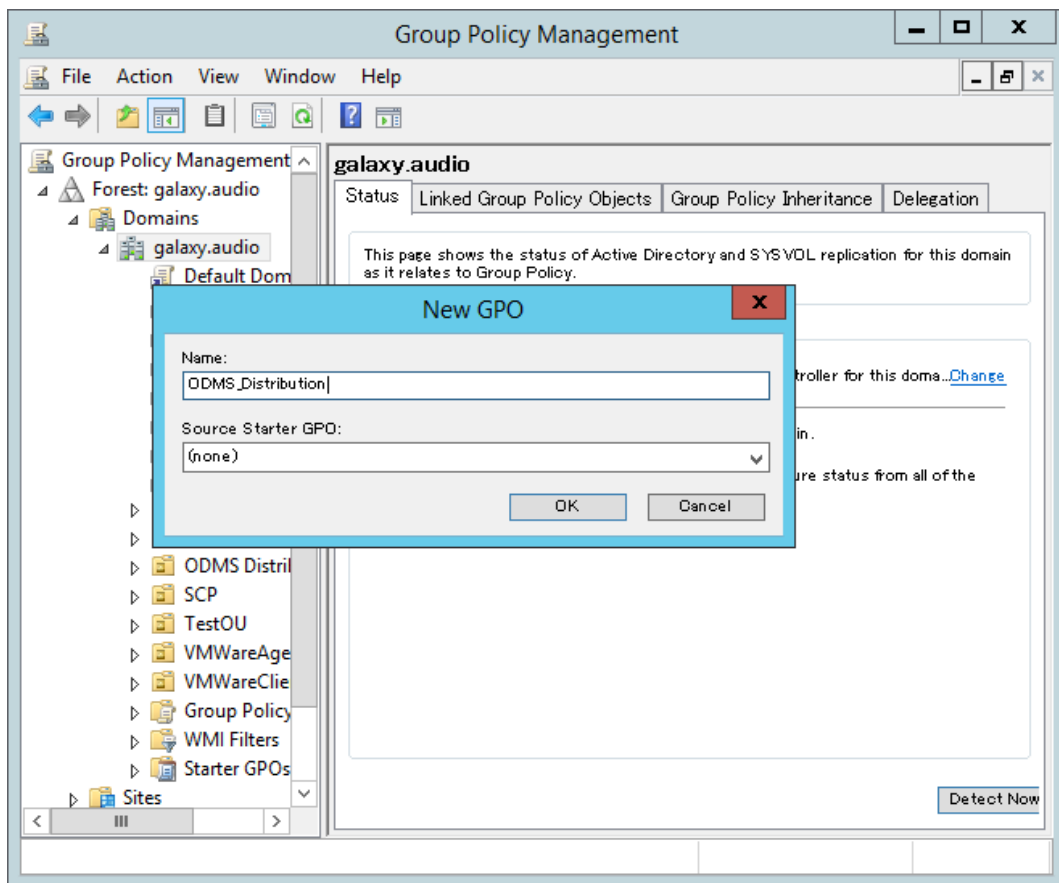 Group Policy Management
File Action View Window Help
Group Policy Management
Forest: galaxy.audio
Domains
galaxy.audio
Default Dom
ODMS Distril
SCP
TestOU
VMWareAge
VMWareClie
Group Policy
WMI Filters
Starter GPOs
Sites
galaxy.audio
Status Linked Group Policy Objects Group Policy Inheritance Delegation
This page shows the status of Active Directory and SYSVOL replication for this domain
as it relates to Group Policy.
troller for this doma...Change
in.
ure status from all of the
Detect Now
New GPO
Name:
ODMS_Distribution
Source Starter GPO:
(none)
OK Cancel